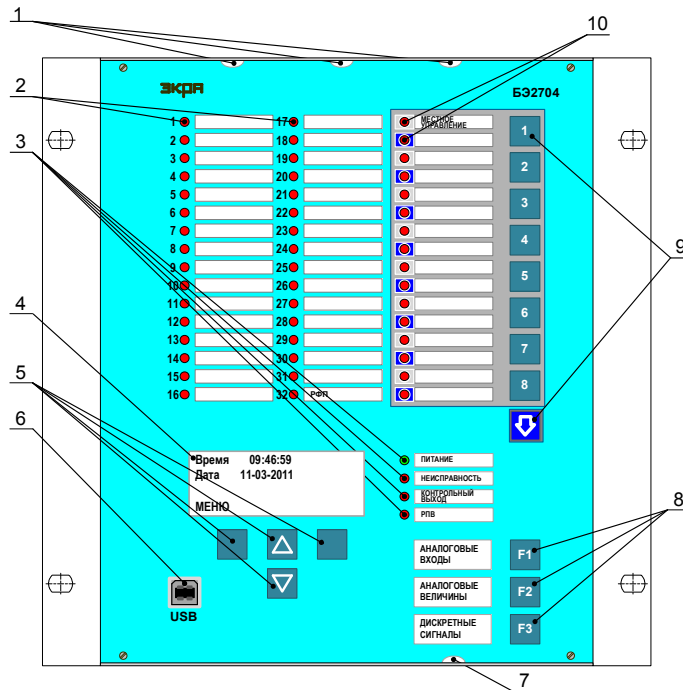 1
10
ЭКРА
БЭ2704
2
3
1 17 МЕСТНОЕ УПРАВЛЕНИЕ 1
2 18
3 19 2
4 20
5 21 3
6 22
7 23 4
8 24
9 25 5
10 26
11 27 6
12 28
13 29 7
14 30
15 31 8
16 32 РФП
9
4
5
6
Время 09:46:59
Дата 11-03-2011
МЕНЮ
ПИТАНИЕ
НЕИСПРАВНОСТЬ
КОНТРОЛЬНЫЙ
ВЫХОД
РПВ
8
АНАЛОГОВЫЕ
ВХОДЫ
F1
АНАЛОГОВЫЕ
ВЕЛИЧИНЫ
F2
ДИСКРЕТНЫЕ
СИГНАЛЫ
F3
USB
7